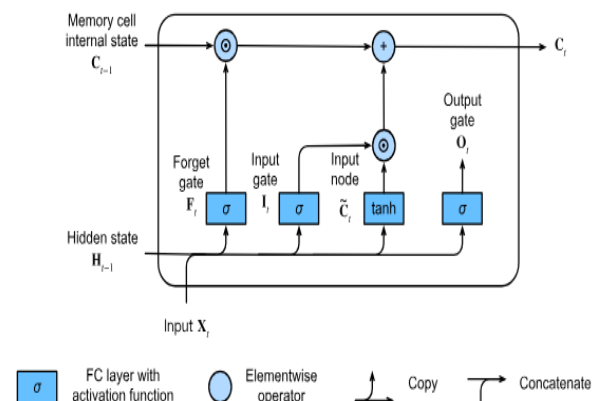 Memory cell
internal state
C_{t−1}
C_t
Output
gate
O_t
Forget
gate
F_t
Input
gate
I_t
Input
node
C̃_t
σ
σ
tanh
σ
Hidden state
H_{t−1}
Input X_t
σ
FC layer with
activation function
Elementwise
operator
Copy
Concatenate